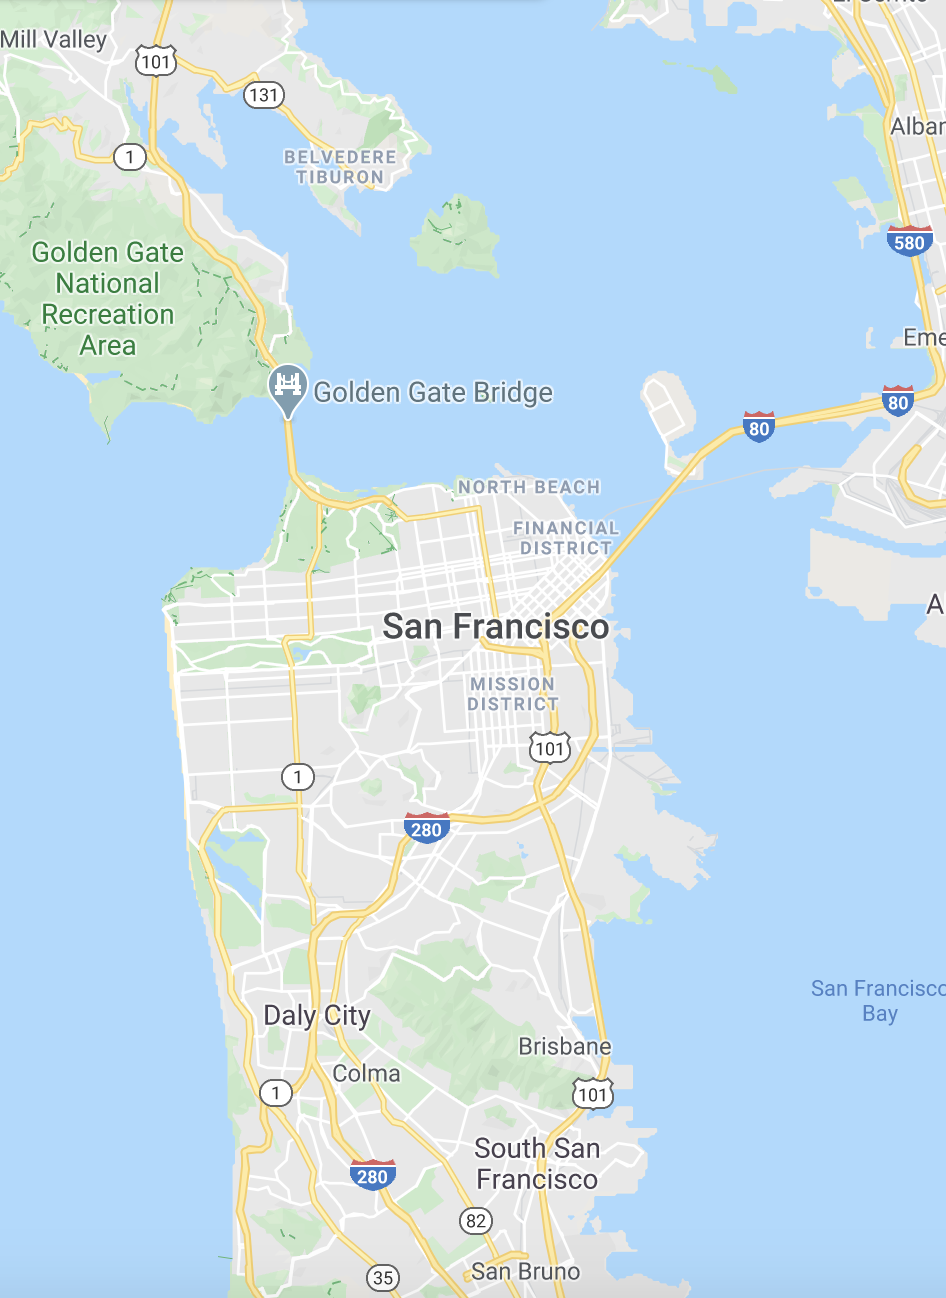 El Cerrito
Mill Valley
101
131
Albar
1
BELVEDERE
TIBURON
580
Golden Gate
National
Recreation
Area
Eme
Golden Gate Bridge
80
80
NORTH BEACH
FINANCIAL
DISTRICT
A
San Francisco
MISSION
DISTRICT
101
1
280
San Francisco
Bay
Daly City
Brisbane
Colma
1
101
South San
Francisco
280
82
San Bruno
35